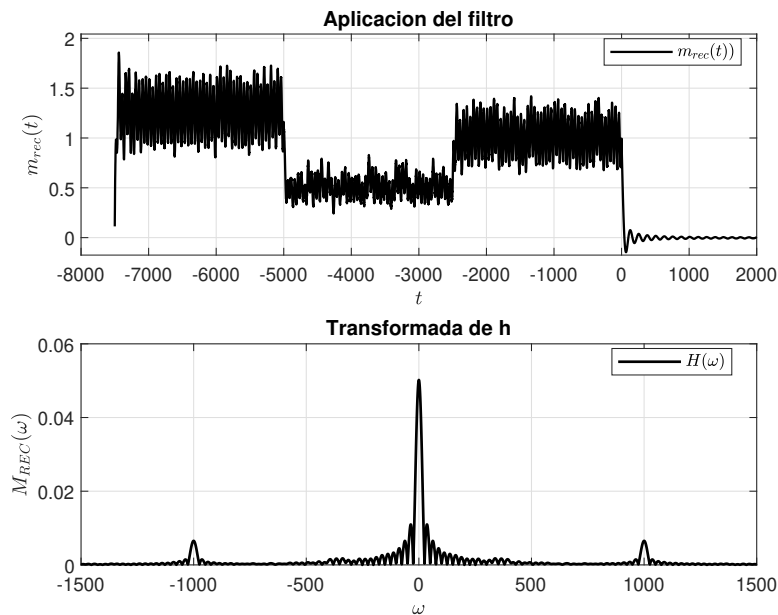 Aplicacion del filtro
2
1.5
1
0.5
0
m_rec(t)
m_rec(t))
-8000 -7000 -6000 -5000 -4000 -3000 -2000 -1000 0 1000 2000
t
Transformada de h
0.06
0.04
0.02
0
M_REC(ω)
H(ω)
-1500 -1000 -500 0 500 1000 1500
ω